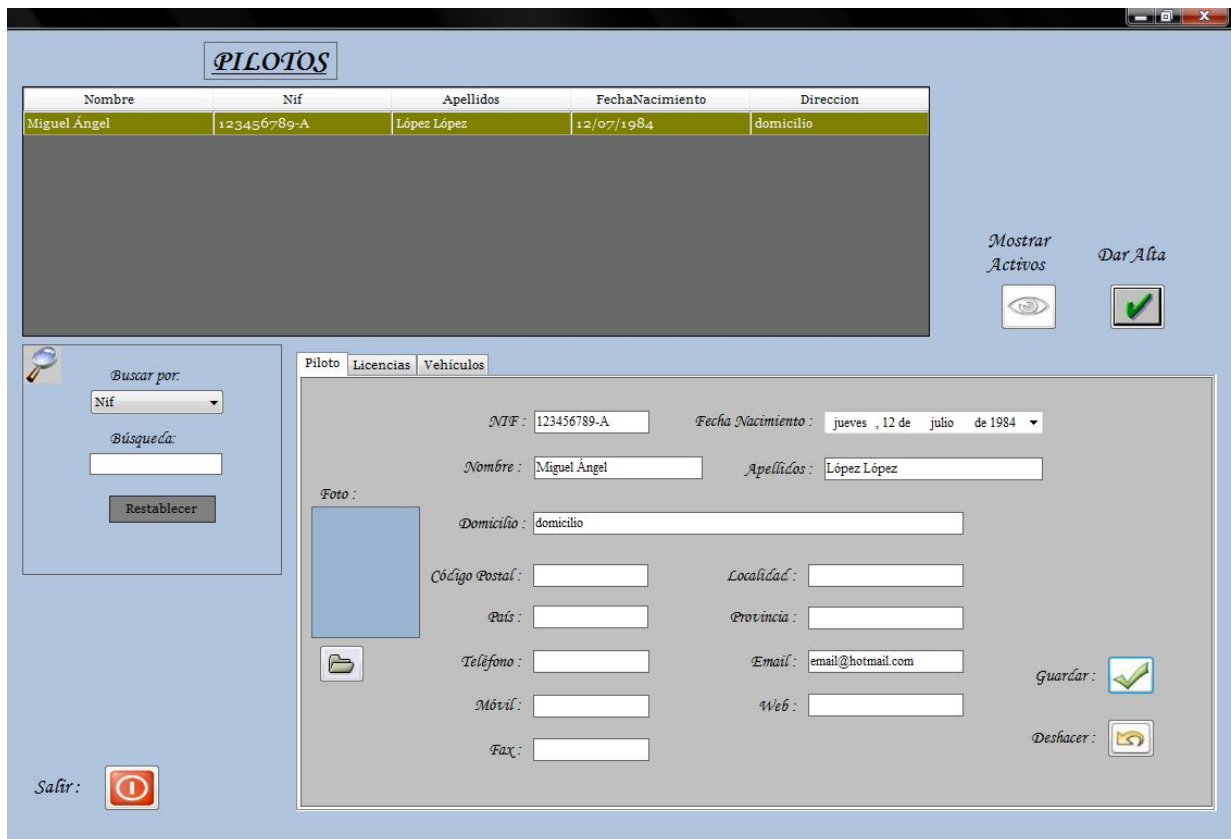 PILOTOS
Nombre Nif Apellidos FechaNacimiento Direccion
Miguel Ángel 123456789-A López López 12/07/1984 domicilio
Mostrar Activos
Dar Alta
Buscar por:
Nif
Búsqueda:
Restablecer
Piloto Licencias Vehículos
NIF : 123456789-A Fecha Nacimiento : jueves , 12 de julio de 1984
Nombre : Miguel Ángel Apellidos : López López
Foto :
Domicilio : domicilio
Código Postal : Localidad :
País : Provincia :
Teléfono : Email : email@hotmail.com
Guardar :
Móvil : Web :
Deshacer :
Fax :
Salir :